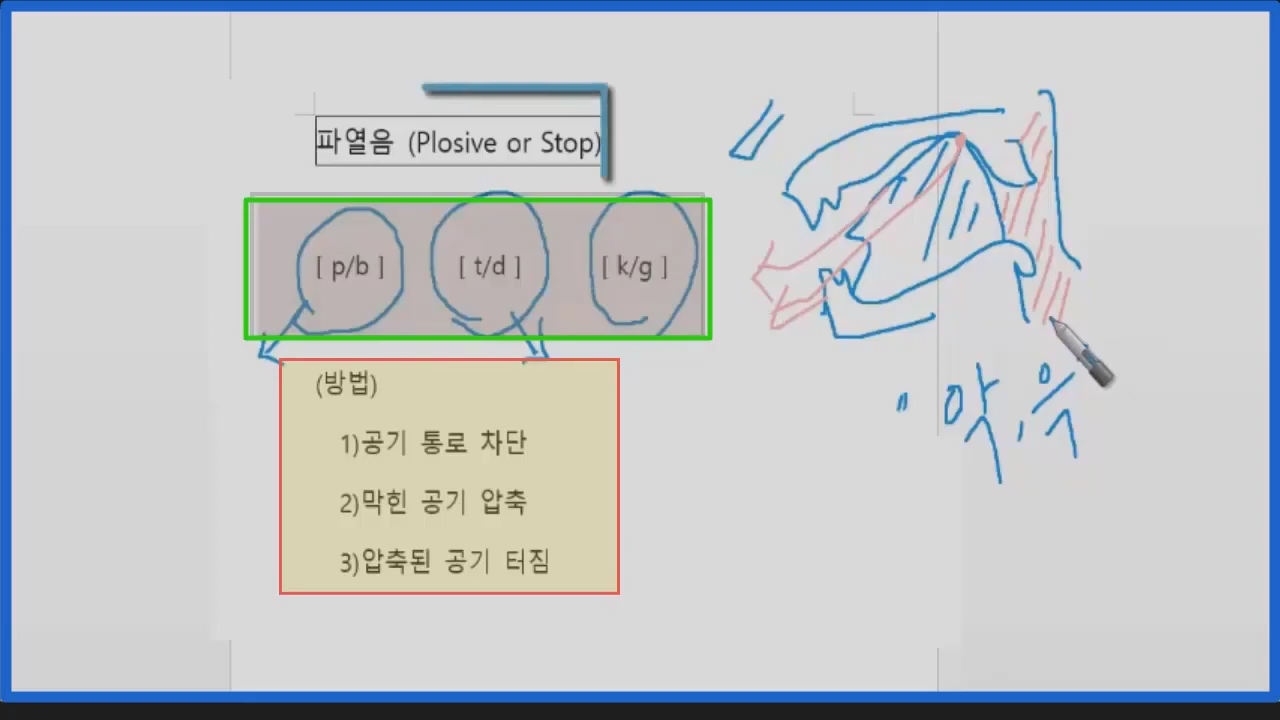 파열음 (Plosive or Stop)
[ p/b ] [ t/d ] [ k/g ]
(방법)
1)공기 통로 차단
2)막힌 공기 압축
3)압축된 공기 터짐
" 악, 윽